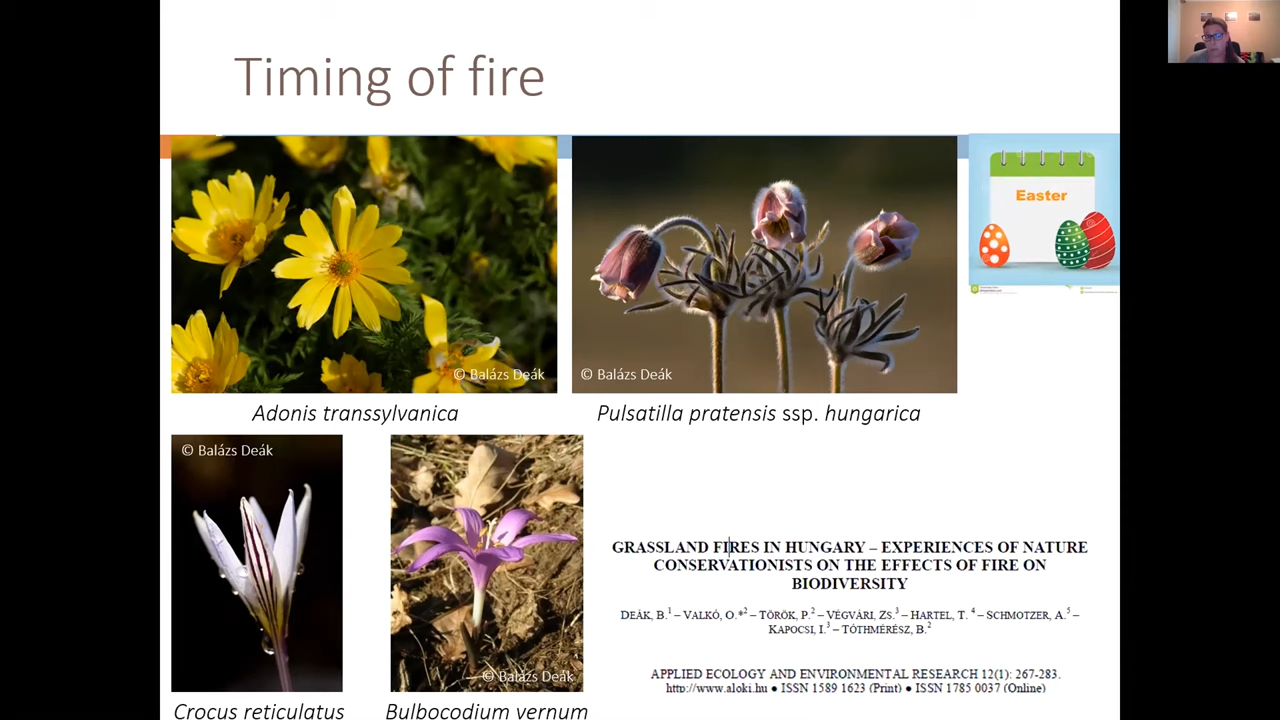 Timing of fire
Easter
© Balázs Deák
© Balázs Deák
Adonis transsylvanica
Pulsatilla pratensis ssp. hungarica
© Balázs Deák
© Balázs Deák
Crocus reticulatus
Bulbocodium vernum
GRASSLAND FIRES IN HUNGARY – EXPERIENCES OF NATURE
CONSERVATIONISTS ON THE EFFECTS OF FIRE ON
BIODIVERSITY
DEÁK, B.¹ – VALKÓ, O.*² – TÖRÖK, P.² – VÉGVÁRI, ZS.³ – HARTEL, T.⁴ – SCHMOTZER, A.⁵ –
KAPOCSI, I.³ – TÓTHMÉRÉSZ, B.²
APPLIED ECOLOGY AND ENVIRONMENTAL RESEARCH 12(1): 267-283.
http://www.aloki.hu ● ISSN 1589 1623 (Print) ● ISSN 1785 0037 (Online)